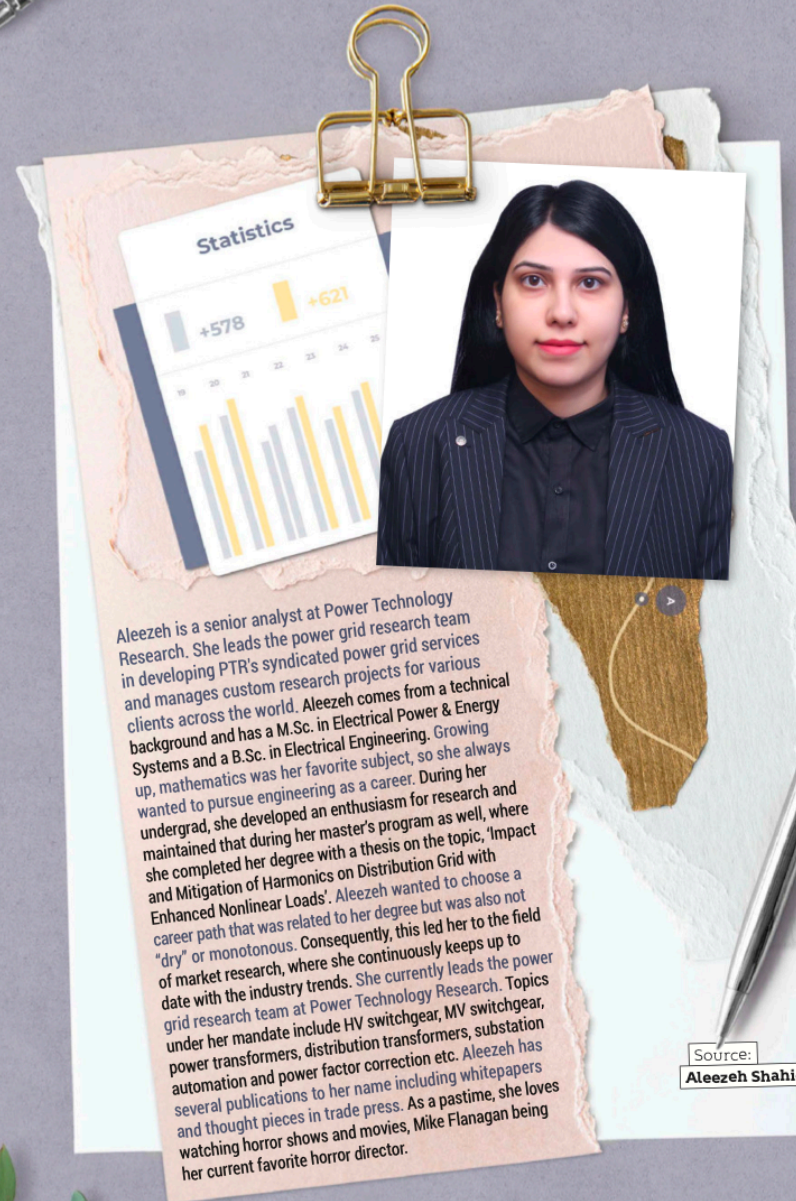 Statistics
+578
+621
19 20 21 22 23 24 25
Aleezeh is a senior analyst at Power Technology
Research. She leads the power grid research team
in developing PTR's syndicated power grid services
and manages custom research projects for various
clients across the world. Aleezeh comes from a technical
background and has a M.Sc. in Electrical Power & Energy
Systems and a B.Sc. in Electrical Engineering. Growing
up, mathematics was her favorite subject, so she always
wanted to pursue engineering as a career. During her
undergrad, she developed an enthusiasm for research and
maintained that during her master's program as well, where
she completed her degree with a thesis on the topic, 'Impact
and Mitigation of Harmonics on Distribution Grid with
Enhanced Nonlinear Loads'. Aleezeh wanted to choose a
career path that was related to her degree but was also not
“dry” or monotonous. Consequently, this led her to the field
of market research, where she continuously keeps up to
date with the industry trends. She currently leads the power
grid research team at Power Technology Research. Topics
under her mandate include HV switchgear, MV switchgear,
power transformers, distribution transformers, substation
automation and power factor correction etc. Aleezeh has
several publications to her name including whitepapers
and thought pieces in trade press. As a pastime, she loves
watching horror shows and movies, Mike Flanagan being
her current favorite horror director.
Source:
Aleezeh Shahi